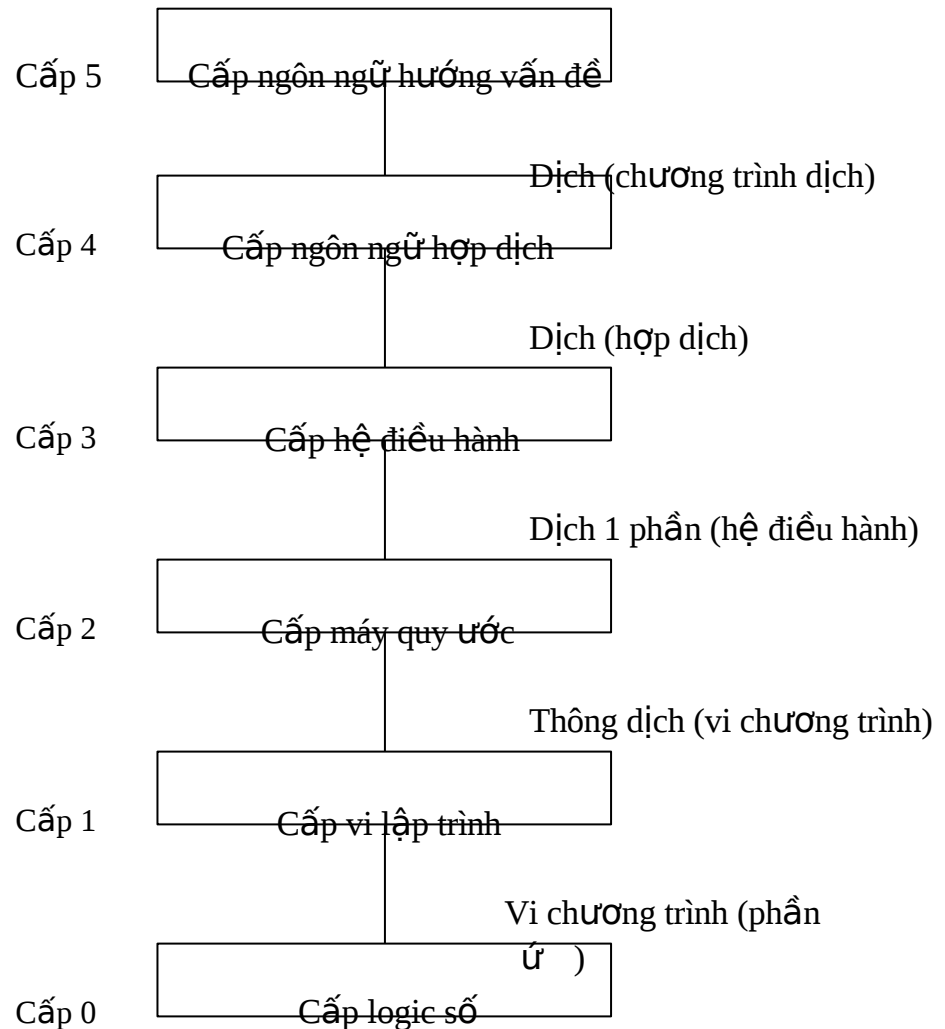 Cấp 5
Cấp ngôn ngữ hướng vấn đề
Dịch (chương trình dịch)
Cấp 4
Cấp ngôn ngữ hợp dịch
Dịch (hợp dịch)
Cấp 3
Cấp hệ điều hành
Dịch 1 phần (hệ điều hành)
Cấp 2
Cấp máy quy ước
Thông dịch (vi chương trình)
Cấp 1
Cấp vi lập trình
Vi chương trình (phần
ứ )
Cấp 0
Cấp logic số